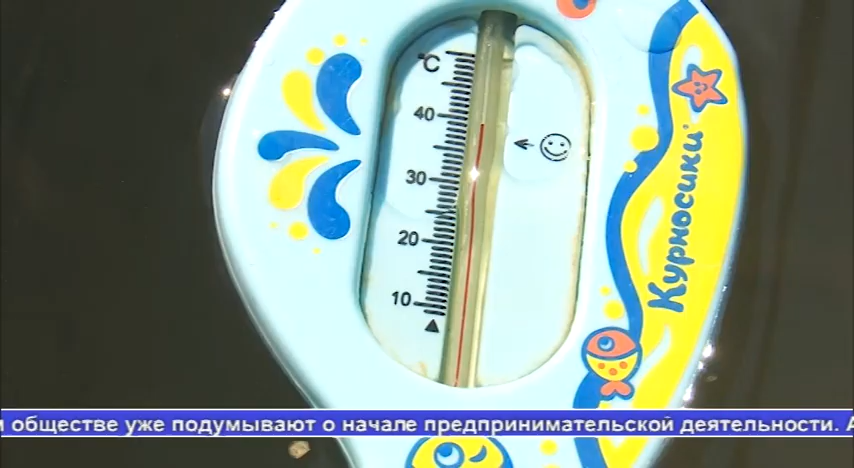 °C
40
30
20
10
Курносики
обществе уже подумывают о начале предпринимательской деятельности.